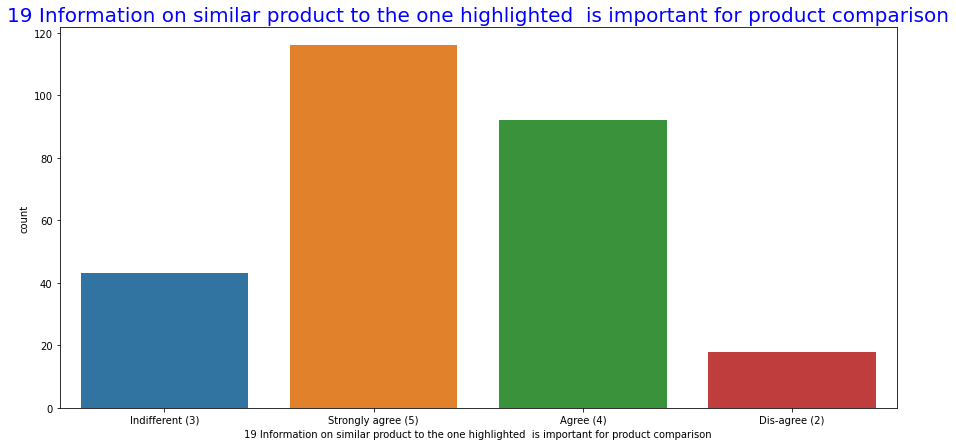 19 Information on similar product to the one highlighted  is important for product comparison
120
100
80
60
40
20
0
count
Indifferent (3)
Strongly agree (5)
Agree (4)
Dis-agree (2)
19 Information on similar product to the one highlighted  is important for product comparison